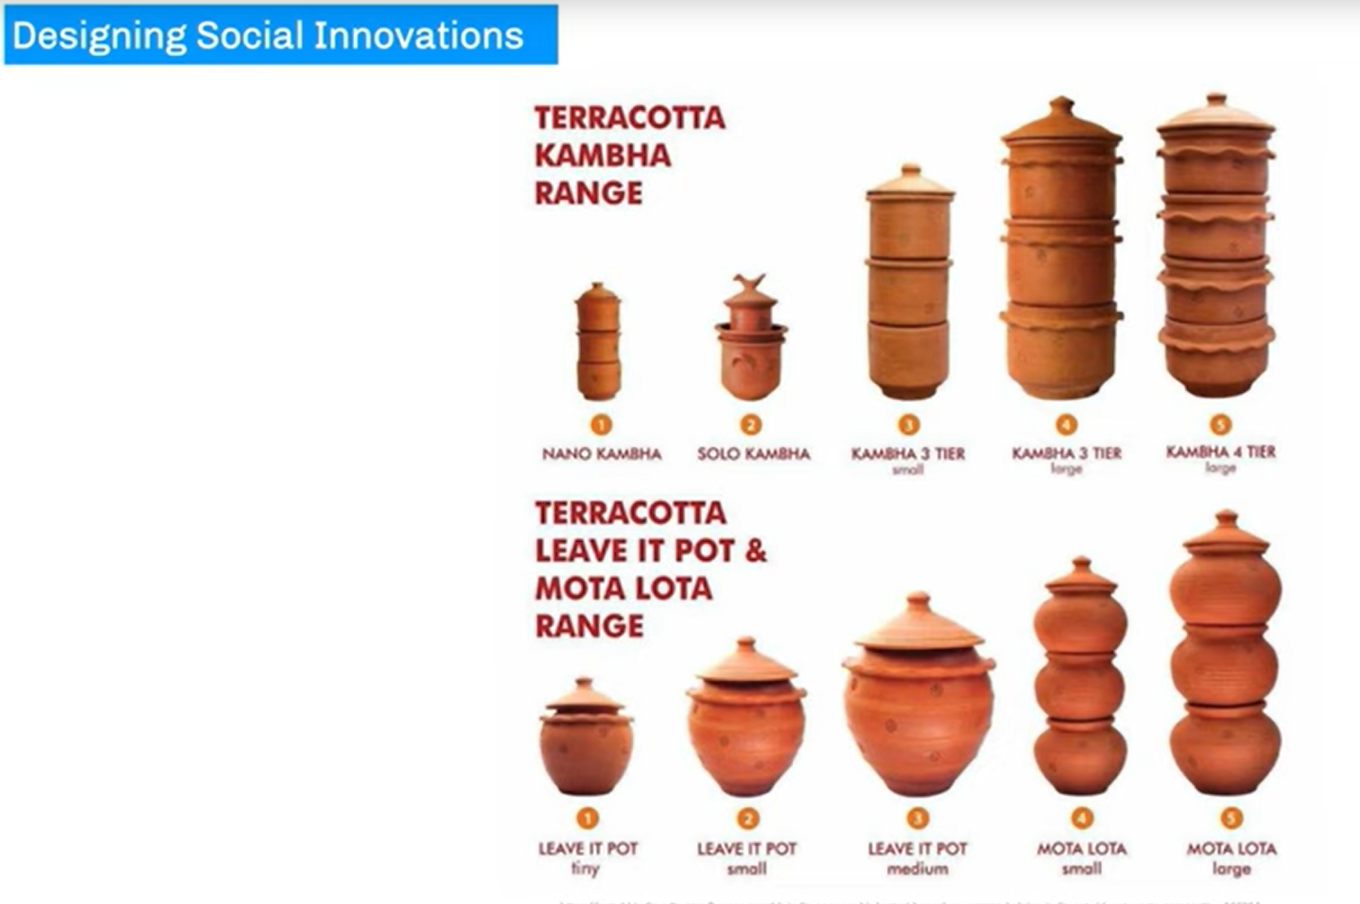 Designing Social Innovations
TERRACOTTA
KAMBHA
RANGE
1
2
3
4
5
NANO KAMBHA
SOLO KAMBHA
KAMBHA 3 TIER
small
KAMBHA 3 TIER
large
KAMBHA 4 TIER
large
TERRACOTTA
LEAVE IT POT &
MOTA LOTA
RANGE
1
2
3
4
5
LEAVE IT POT
tiny
LEAVE IT POT
small
LEAVE IT POT
medium
MOTA LOTA
small
MOTA LOTA
large